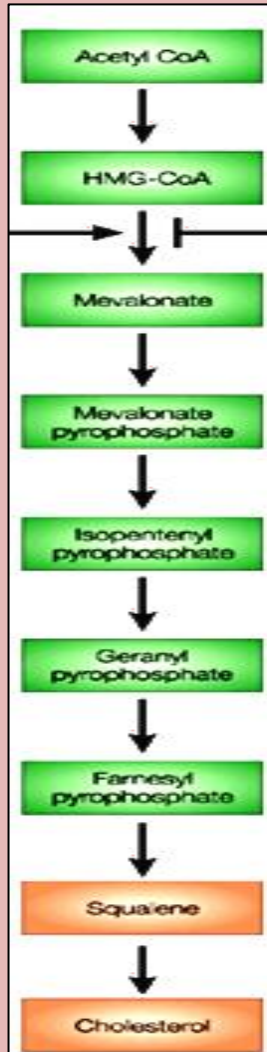 Acetyl CoA
HMG-CoA
Mevalonate
Mevalonate
pyrophosphate
Isopentenyl
pyrophosphate
Geranyl
pyrophosphate
Farnesyl
pyrophosphate
Squalene
Cholesterol